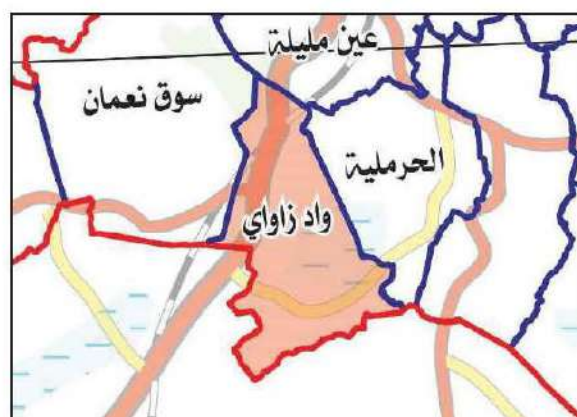 عين مليلة
سوق نعمان
الحرملية
واد زاواي